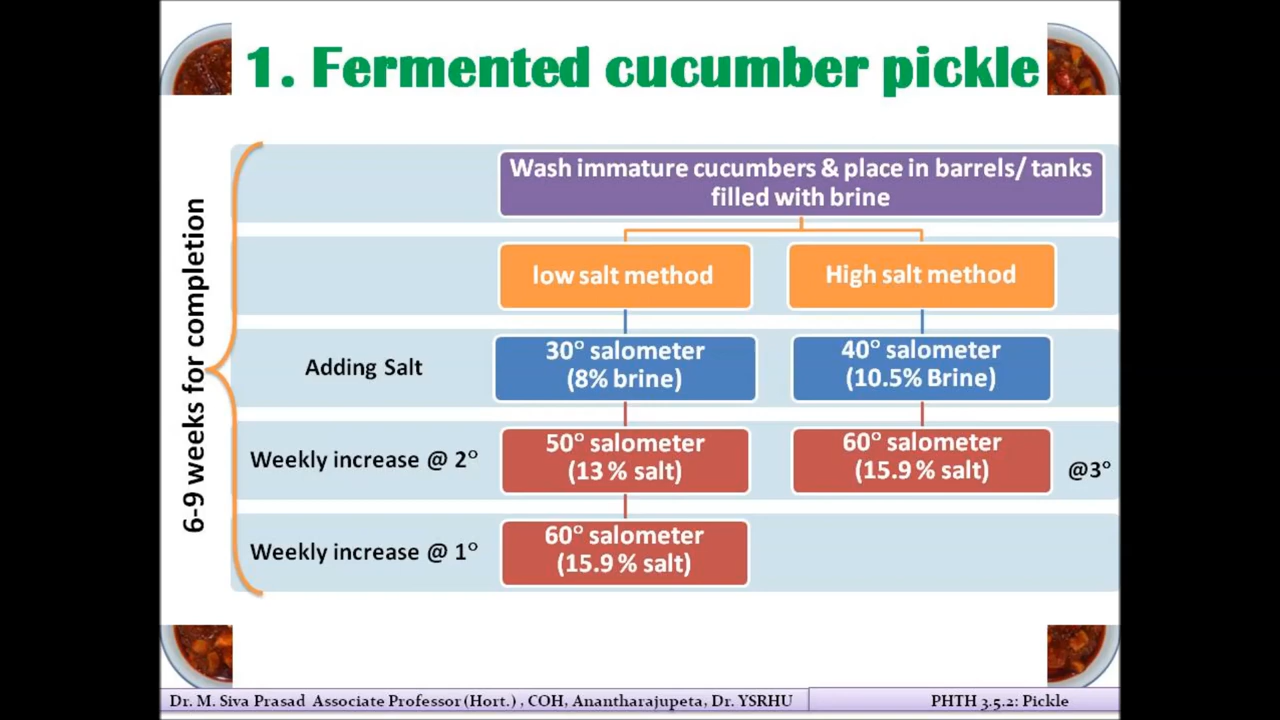 1. Fermented cucumber pickle
Wash immature cucumbers & place in barrels/ tanks
filled with brine
low salt method
High salt method
6-9 weeks for completion
Adding Salt
30° salometer
(8% brine)
40° salometer
(10.5% Brine)
Weekly increase @ 2°
50° salometer
(13 % salt)
60° salometer
(15.9 % salt)
@3°
Weekly increase @ 1°
60° salometer
(15.9 % salt)
Dr. M. Siva Prasad Associate Professor (Hort.) , COH, Anantharajupeta, Dr. YSRHU
PHTH 3.5.2: Pickle